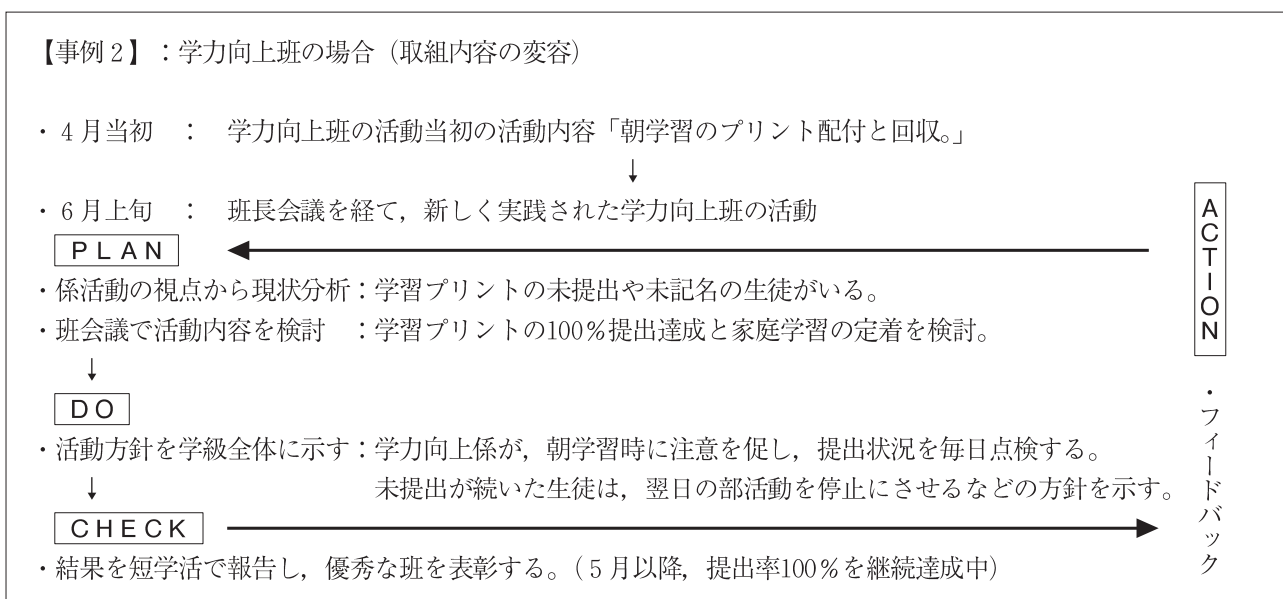 【事例2】：学力向上班の場合（取組内容の変容）
・4月当初　：　学力向上班の活動当初の活動内容「朝学習のプリント配付と回収。」
↓
・6月上旬　：　班長会議を経て，新しく実践された学力向上班の活動
PLAN
・係活動の視点から現状分析：学習プリントの未提出や未記名の生徒がいる。
・班会議で活動内容を検討　：学習プリントの100％提出達成と家庭学習の定着を検討。
↓
DO
・活動方針を学級全体に示す：学力向上係が，朝学習時に注意を促し，提出状況を毎日点検する。
↓　未提出が続いた生徒は，翌日の部活動を停止にさせるなどの方針を示す。
CHECK
・結果を短学活で報告し，優秀な班を表彰する。（5月以降，提出率100％を継続達成中）
ACTION
・フィードバック